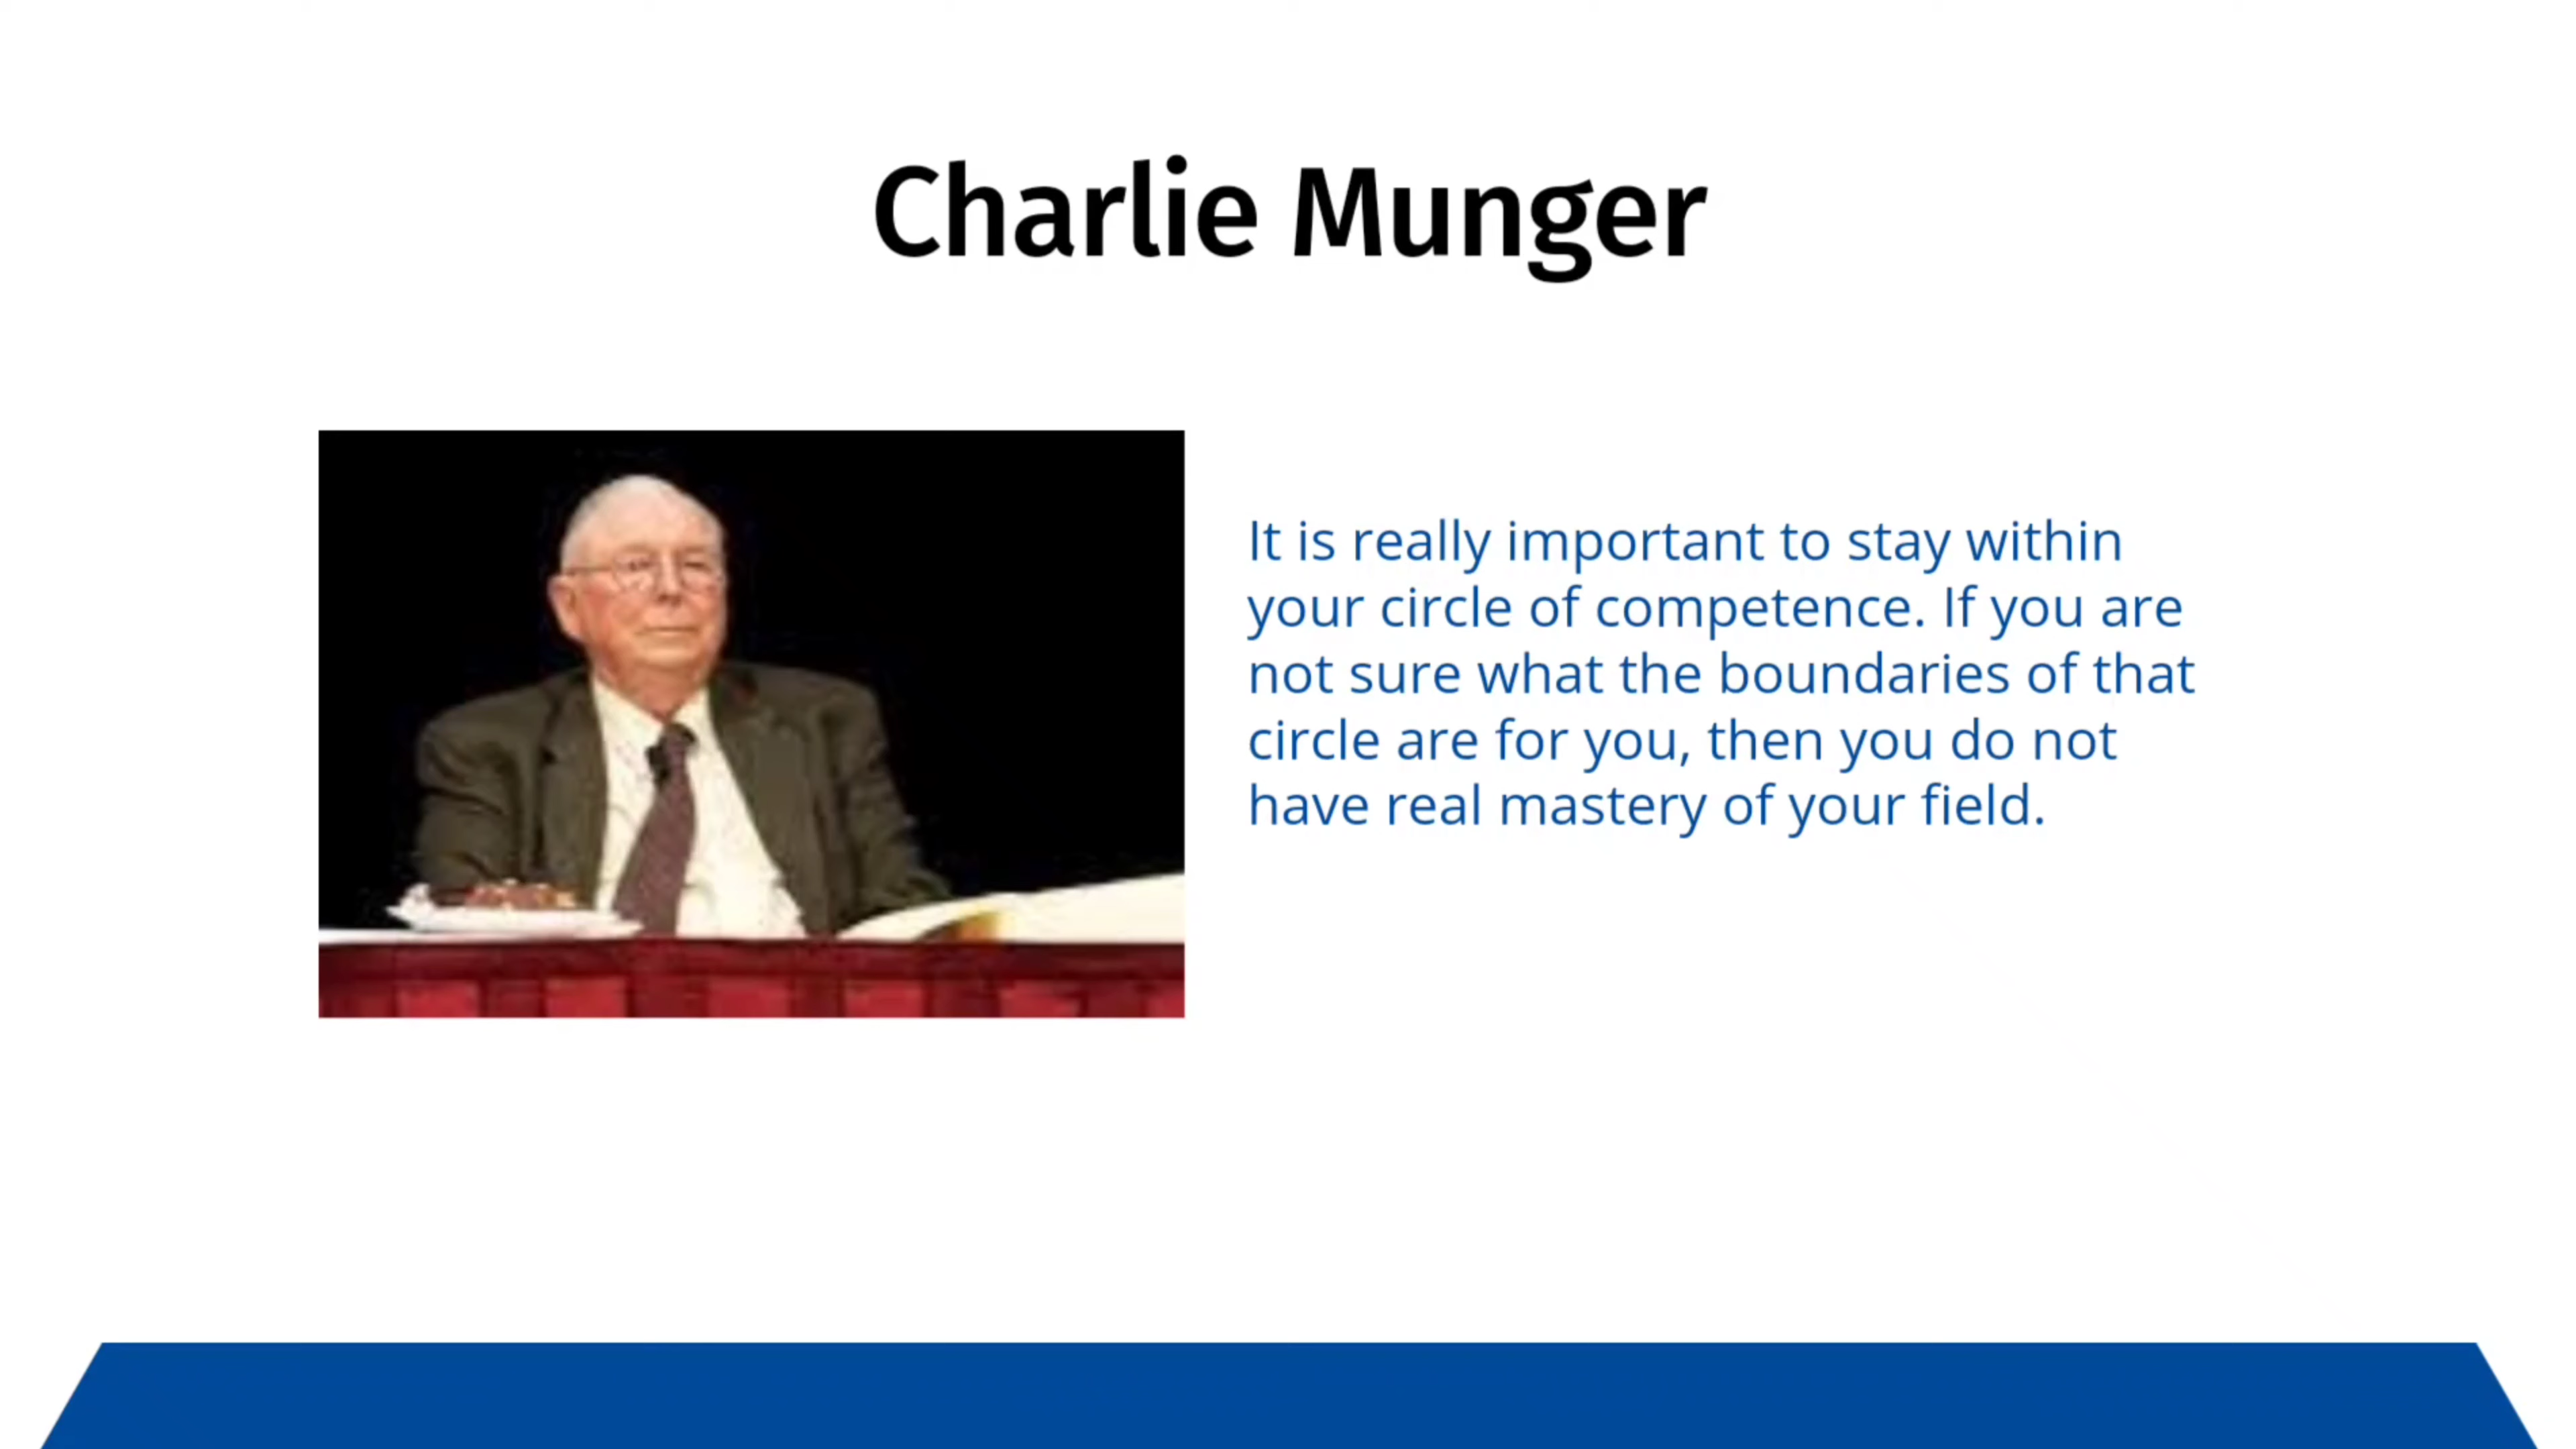 Charlie Munger
It is really important to stay within
your circle of competence. If you are
not sure what the boundaries of that
circle are for you, then you do not
have real mastery of your field.